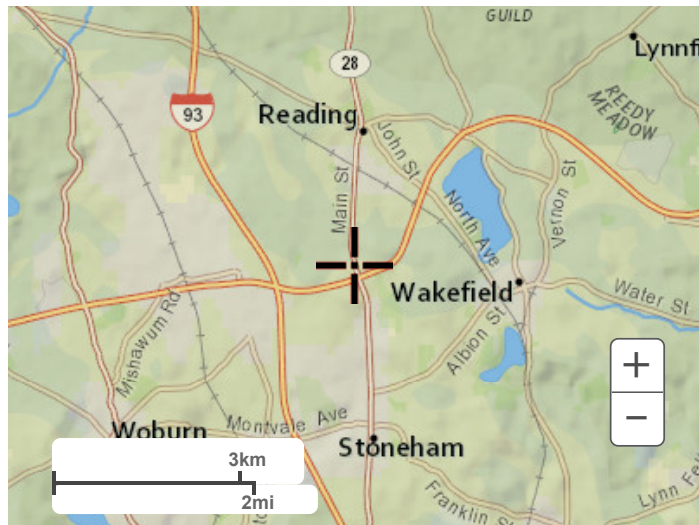 GUILD
Lynnf
28
93
Reading
REEDY
MEADOW
John St
Main St
North Ave
Vernon St
Wakefield
Water St
Mishawum Rd
Albion St
+
−
Montvale Ave
Woburn
Stoneham
3km
2mi
Franklin St
Lynn Fe